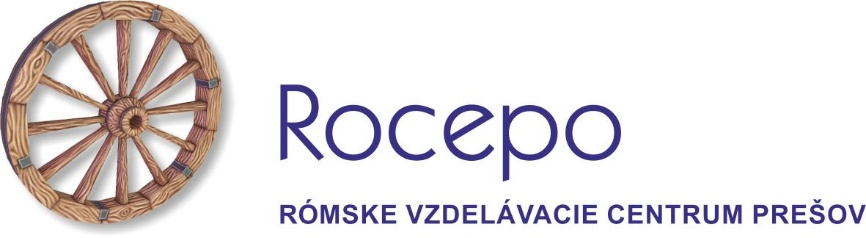 Rocepo
RÓMSKE VZDELÁVACIE CENTRUM PREŠOV